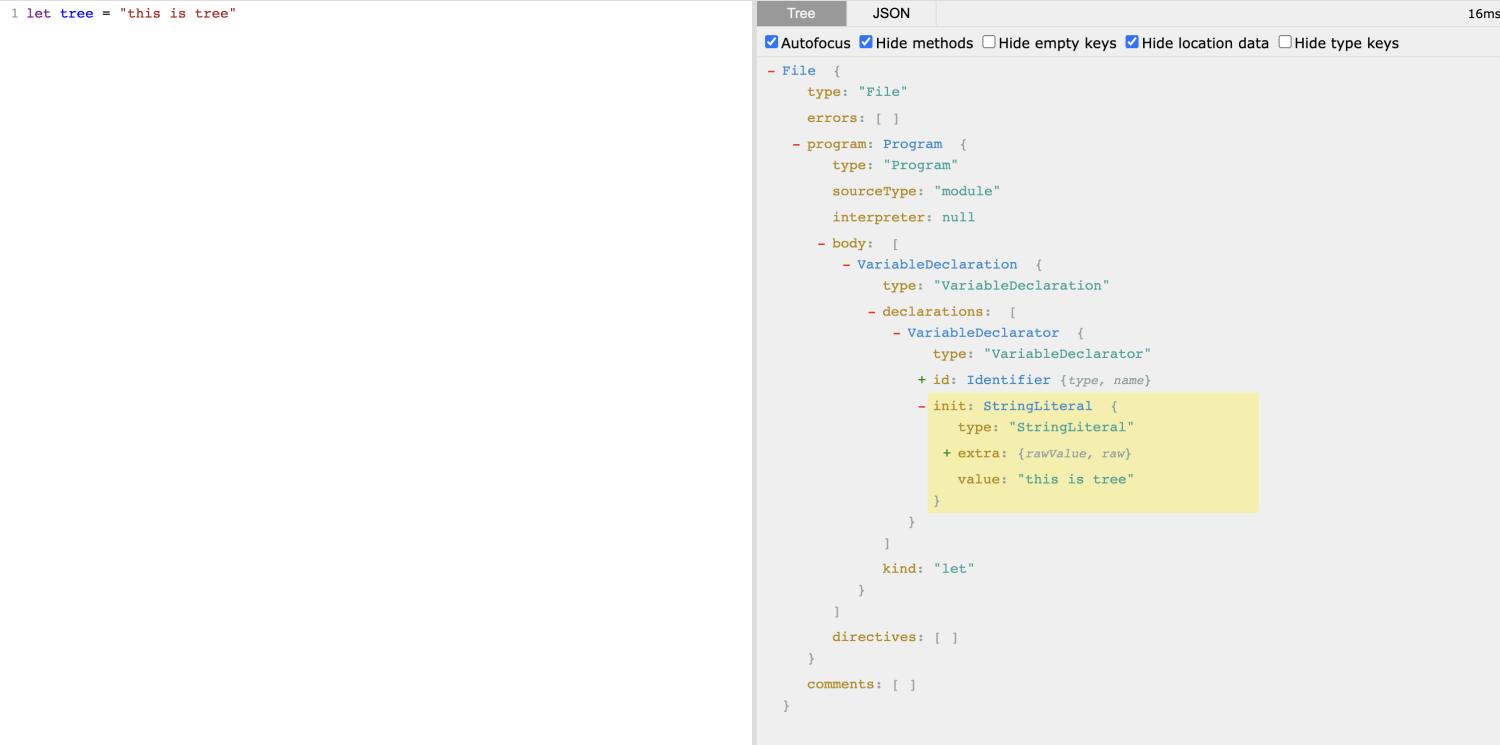 1 let tree = "this is tree"
Tree JSON 16ms
Autofocus Hide methods Hide empty keys Hide location data Hide type keys
- File {
type: "File"
errors: [ ]
- program: Program {
type: "Program"
sourceType: "module"
interpreter: null
- body: [
- VariableDeclaration {
type: "VariableDeclaration"
- declarations: [
- VariableDeclarator {
type: "VariableDeclarator"
+ id: Identifier {type, name}
- init: StringLiteral {
type: "StringLiteral"
+ extra: {rawValue, raw}
value: "this is tree"
}
}
]
kind: "let"
}
]
directives: [ ]
}
comments: [ ]
}